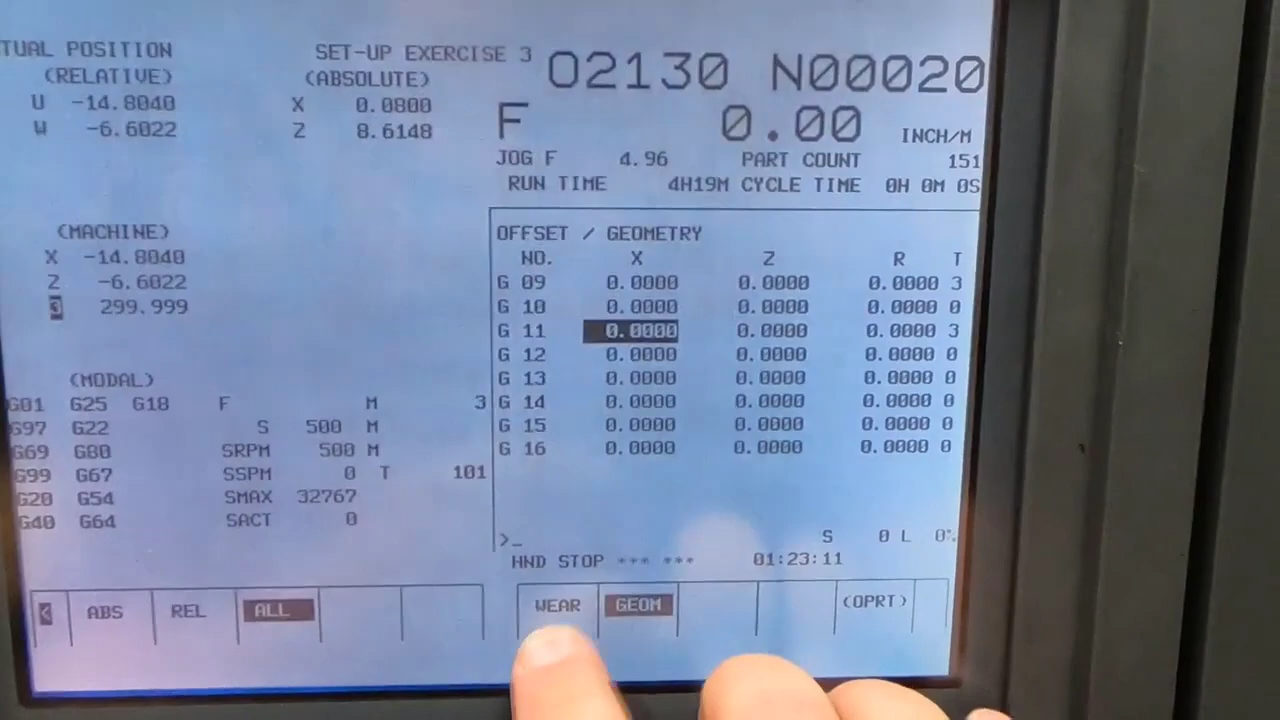 TUAL POSITION
(RELATIVE)
U -14.8040
W -6.6022
SET-UP EXERCISE 3
(ABSOLUTE)
X 0.0800
Z 8.6148
(MACHINE)
X -14.8040
Z -6.6022
C 299.999
(MODAL)
G01 G25 G18 F M 3
G97 G22 S 500 M
G69 G80 SRPM 500 M
G99 G67 SSPM 0 T 101
G20 G54 SMAX 32767
G40 G64 SACT 0
O2130 N00020
F 0.00 INCH/M
JOG F 4.96 PART COUNT 151
RUN TIME 4H19M CYCLE TIME 0H 0M 0S
OFFSET / GEOMETRY
NO. X Z R T
G 09 0.0000 0.0000 0.0000 3
G 10 0.0000 0.0000 0.0000 0
G 11 0.0000 0.0000 0.0000 3
G 12 0.0000 0.0000 0.0000 0
G 13 0.0000 0.0000 0.0000 0
G 14 0.0000 0.0000 0.0000 0
G 15 0.0000 0.0000 0.0000 0
G 16 0.0000 0.0000 0.0000 0
>_
S 0 L 0%
HND STOP *** *** 01:23:11
< ABS REL ALL WEAR GEOM (OPRT)